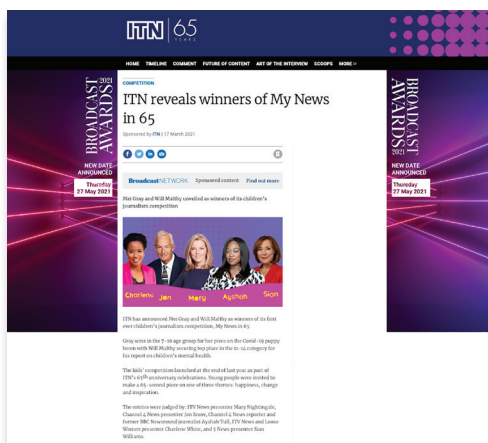 ITN 65
YEARS
HOME TIMELINE COMMENT FUTURE OF CONTENT ART OF THE INTERVIEW SCOOPS MORE
BROADCAST
AWARDS 2021
NEW DATE
ANNOUNCED
Thursday
27 May 2021
COMPETITION
ITN reveals winners of My News
in 65
Sponsored by ITN | 17 March 2021
BroadcastNETWORK Sponsored content Find out more
Mei Gray and Will Maltby unveiled as winners of its children's
journalism competition
Charlene Jon Mary Ayshah Sian
ITN has announced Mei Gray and Will Maltby as winners of its first
ever children's journalism competition, My News in 65.
Gray wins in the 7-10 age group for her piece on the Covid-19 puppy
boom with Will Maltby securing top place in the 11-14 category for
his report on children's mental health.
The kids' competition launched at the end of last year as part of
ITN's 65th anniversary celebrations. Young people were invited to
make a 65-second piece on one of three themes: happiness, change
and inspiration.
The entries were judged by: ITV News presenter Mary Nightingale,
Channel 4 News presenter Jon Snow, Channel 4 News reporter and
former BBC Newsround journalist Ayshah Tull, ITV News and Loose
Women presenter Charlene White, and 5 News presenter Sian
Williams.
BROADCAST
AWARDS 2021
NEW DATE
ANNOUNCED
Thursday
27 May 2021